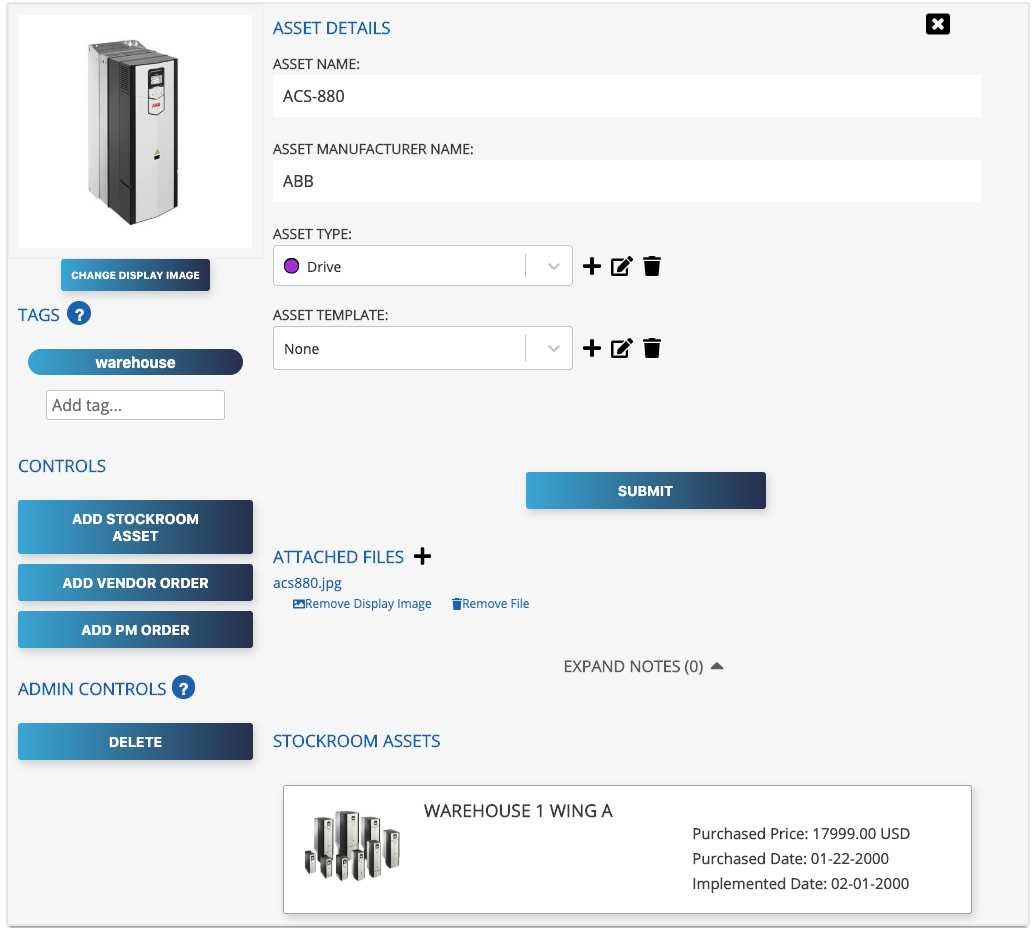 ASSET DETAILS
ASSET NAME:
ACS-880
ASSET MANUFACTURER NAME:
ABB
ASSET TYPE:
Drive
ASSET TEMPLATE:
None
SUBMIT
ATTACHED FILES
acs880.jpg
Remove Display Image Remove File
EXPAND NOTES (0)
STOCKROOM ASSETS
WAREHOUSE 1 WING A
Purchased Price: 17999.00 USD
Purchased Date: 01-22-2000
Implemented Date: 02-01-2000
ABB
CHANGE DISPLAY IMAGE
TAGS ?
warehouse
Add tag...
CONTROLS
ADD STOCKROOM
ASSET
ADD VENDOR ORDER
ADD PM ORDER
ADMIN CONTROLS ?
DELETE